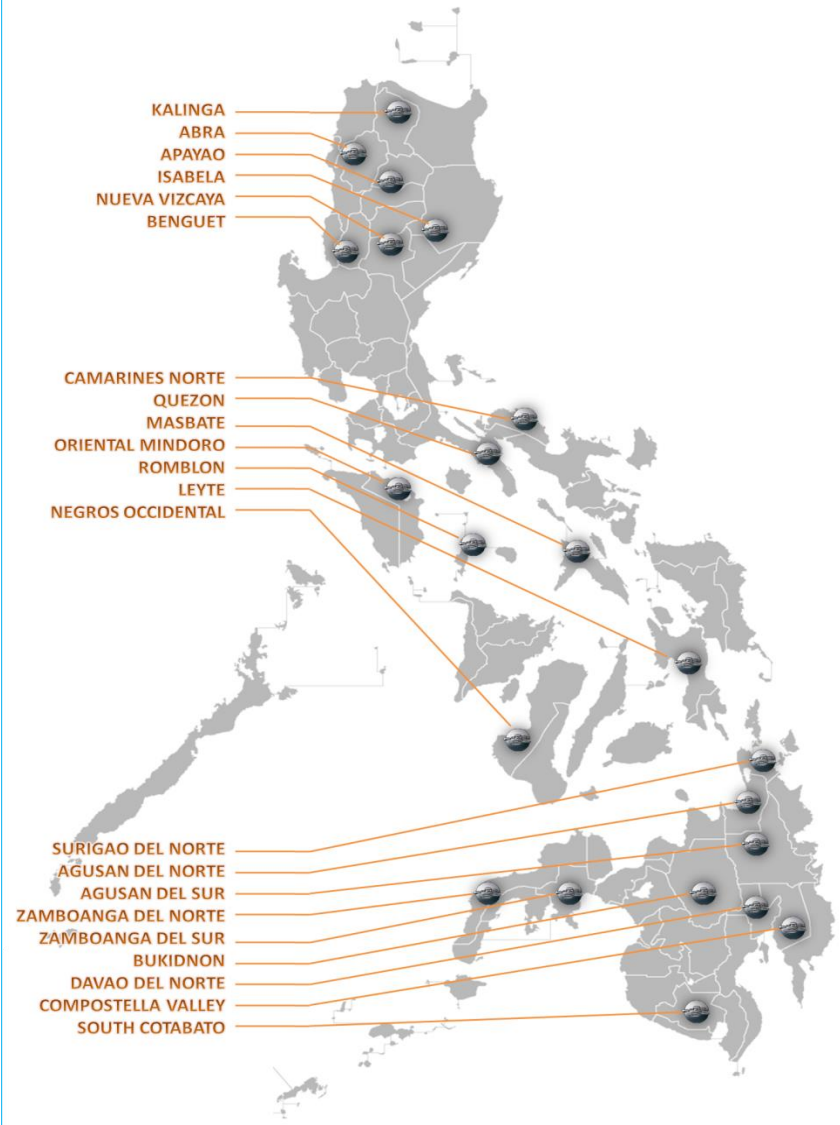 KALINGA
ABRA
APAYAO
ISABELA
NUEVA VIZCAYA
BENGUET
CAMARINES NORTE
QUEZON
MASBATE
ORIENTAL MINDORO
ROMBLON
LEYTE
NEGROS OCCIDENTAL
SURIGAO DEL NORTE
AGUSAN DEL NORTE
AGUSAN DEL SUR
ZAMBOANGA DEL NORTE
ZAMBOANGA DEL SUR
BUKIDNON
DAVAO DEL NORTE
COMPOSTELLA VALLEY
SOUTH COTABATO